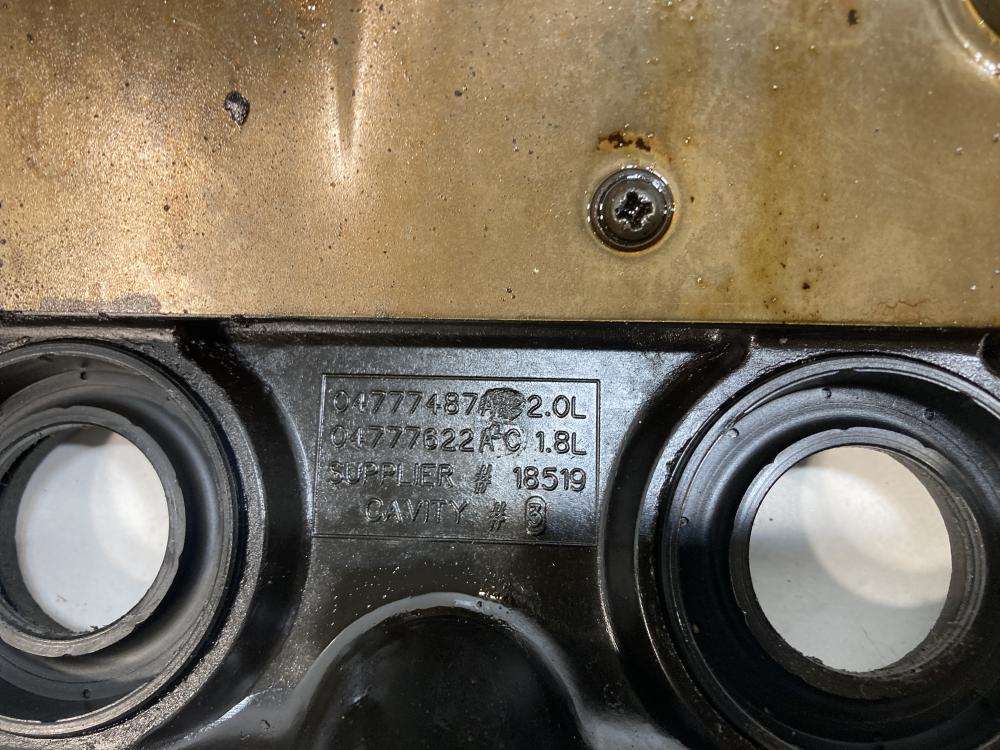 04777487 2.0L
04777622AC 1.8L
SUPPLIER # 18519
CAVITY # 3